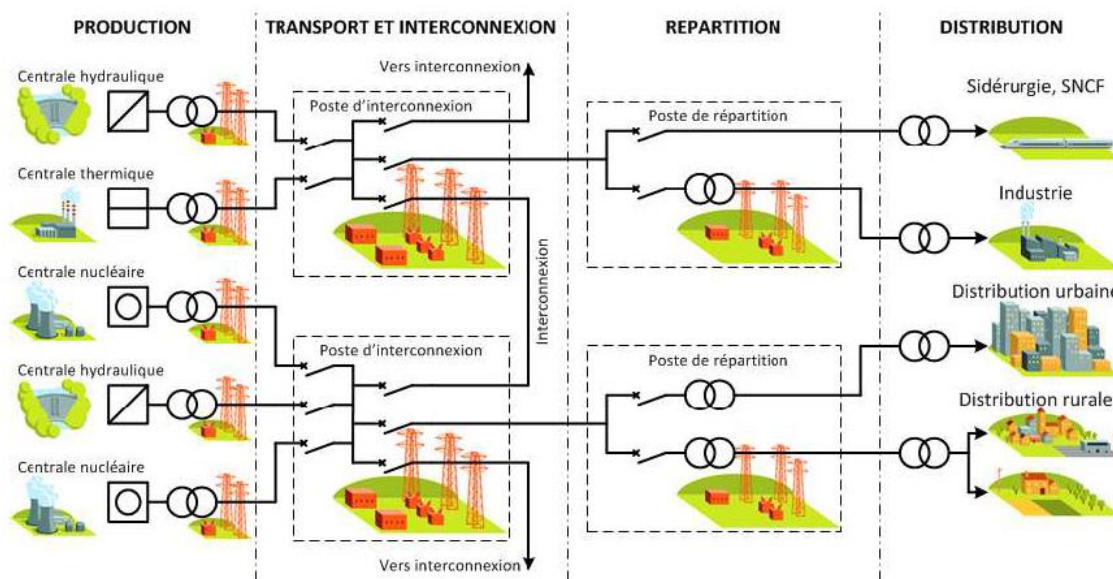 PRODUCTION
TRANSPORT ET INTERCONNEXION
REPARTITION
DISTRIBUTION
Centrale hydraulique
Centrale thermique
Centrale nucléaire
Centrale hydraulique
Centrale nucléaire
Vers interconnexion
Poste d'interconnexion
Interconnexion
Poste d'interconnexion
Vers interconnexion
Poste de répartition
Poste de répartition
Sidérurgie, SNCF
Industrie
Distribution urbaine
Distribution rurale